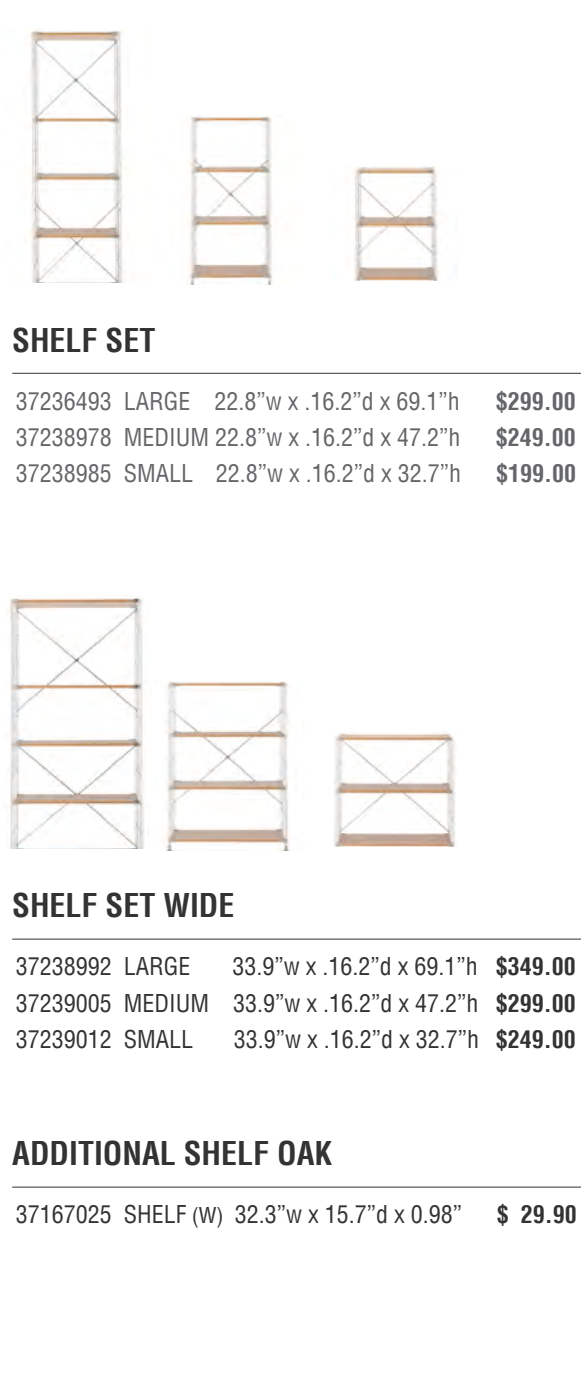 SHELF SET
37236493 LARGE 22.8”w x .16.2”d x 69.1”h $299.00
37238978 MEDIUM 22.8”w x .16.2”d x 47.2”h $249.00
37238985 SMALL 22.8”w x .16.2”d x 32.7”h $199.00
SHELF SET WIDE
37238992 LARGE 33.9”w x .16.2”d x 69.1”h $349.00
37239005 MEDIUM 33.9”w x .16.2”d x 47.2”h $299.00
37239012 SMALL 33.9”w x .16.2”d x 32.7”h $249.00
ADDITIONAL SHELF OAK
37167025 SHELF (W) 32.3”w x 15.7”d x 0.98” $ 29.90